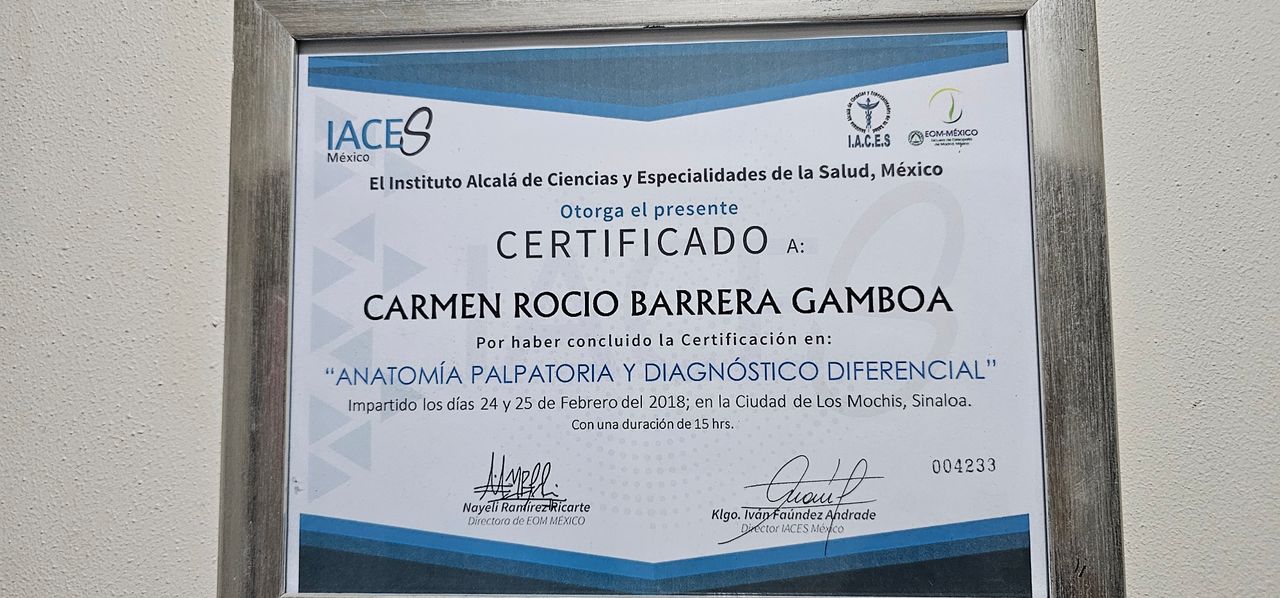 IACES
México
I.A.C.E.S
EOM-MÉXICO
El Instituto Alcalá de Ciencias y Especialidades de la Salud, México
Otorga el presente
CERTIFICADO A:
CARMEN ROCIO BARRERA GAMBOA
Por haber concluido la Certificación en:
“ANATOMÍA PALPATORIA Y DIAGNÓSTICO DIFERENCIAL”
Impartido los días 24 y 25 de Febrero del 2018; en la Ciudad de Los Mochis, Sinaloa.
Con una duración de 15 hrs.
004233
Nayeli Ramírez Ricarte
Directora de EOM MÉXICO
Klgo. Iván Faúndez Andrade
Director IACES México